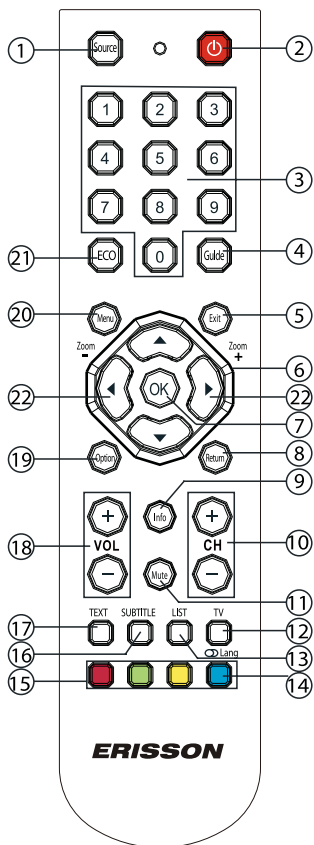 1 Source 2
1 2 3
4 5 6 3
7 8 9
21 ECO 0 Guide 4
20 Menu Exit 5
Zoom - Zoom +
6
22 OK 22
7
19 Option Return 8
9
18 + Info + 10
VOL CH
- Mute -
11
17 TEXT SUBTITLE LIST TV 12
16 13
Lang
15 14
ERISSON